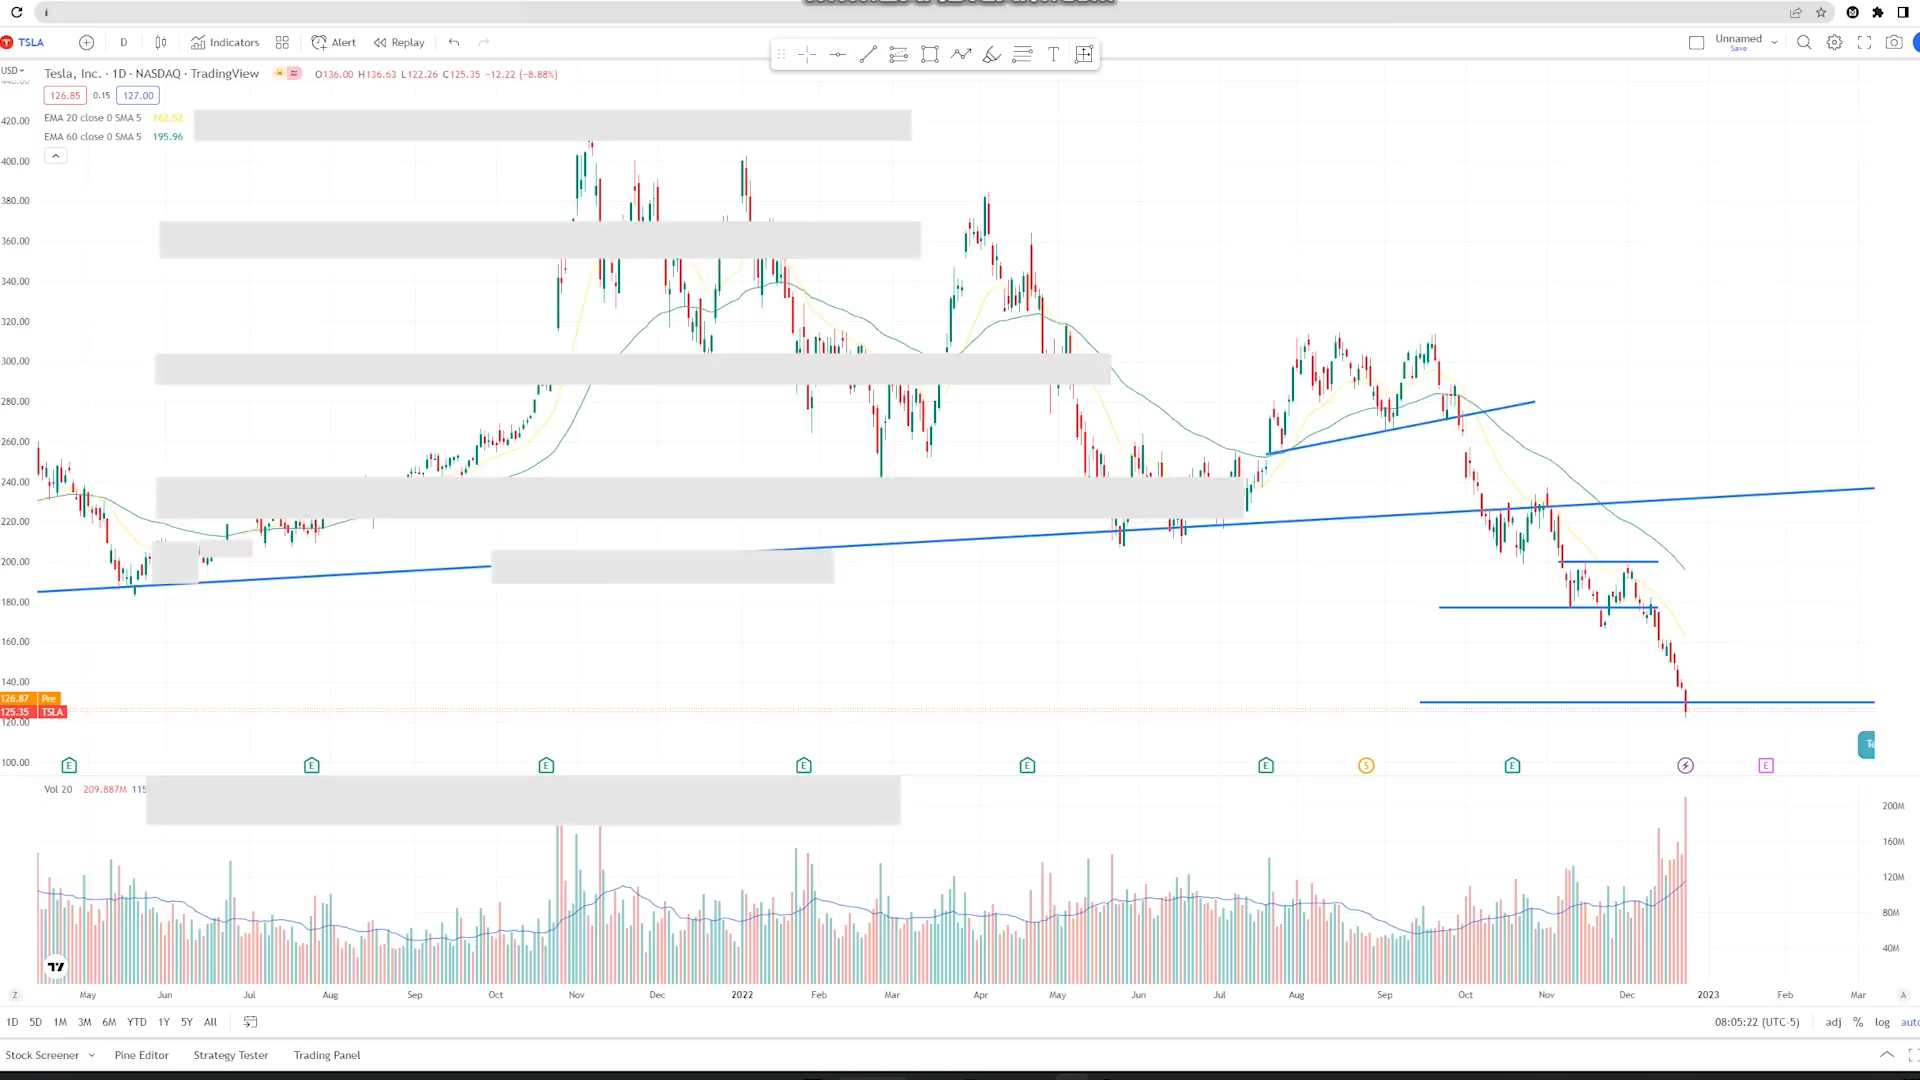 TSLA D Indicators Alert Replay Unnamed
Save
USD Tesla, Inc. · 1D · NASDAQ · TradingView O136.00 H136.63 L122.26 C125.35 −12.22 (−8.88%)
126.85 0.15 127.00
EMA 20 close 0 SMA 5 162.52
EMA 60 close 0 SMA 5 195.96
440.00
420.00
400.00
380.00
360.00
340.00
320.00
300.00
280.00
260.00
240.00
220.00
200.00
180.00
160.00
140.00
126.87 Pre
125.35 TSLA
120.00
100.00
E E E E E E S E E
Vol 20 209.887M 115
200M
160M
120M
80M
40M
Z May Jun Jul Aug Sep Oct Nov Dec 2022 Feb Mar Apr May Jun Jul Aug Sep Oct Nov Dec 2023 Feb Mar A
1D 5D 1M 3M 6M YTD 1Y 5Y All 08:05:22 (UTC-5) adj % log auto
Stock Screener Pine Editor Strategy Tester Trading Panel